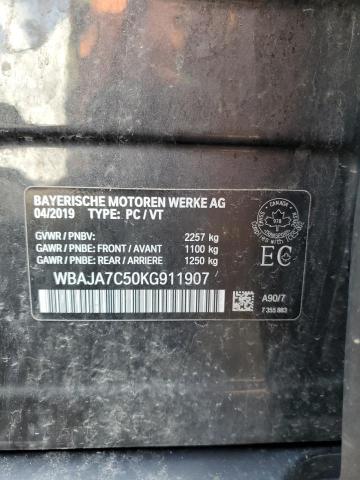 BAYERISCHE MOTOREN WERKE AG
04/2019 TYPE: PC / VT
GVWR / PNBV: 2257 kg
GAWR / PNBE: FRONT / AVANT 1100 kg
GAWR / PNBE: REAR / ARRIERE 1250 kg
WBAJA7C50KG911907
CANADA
EC
A90/7
7 355 883